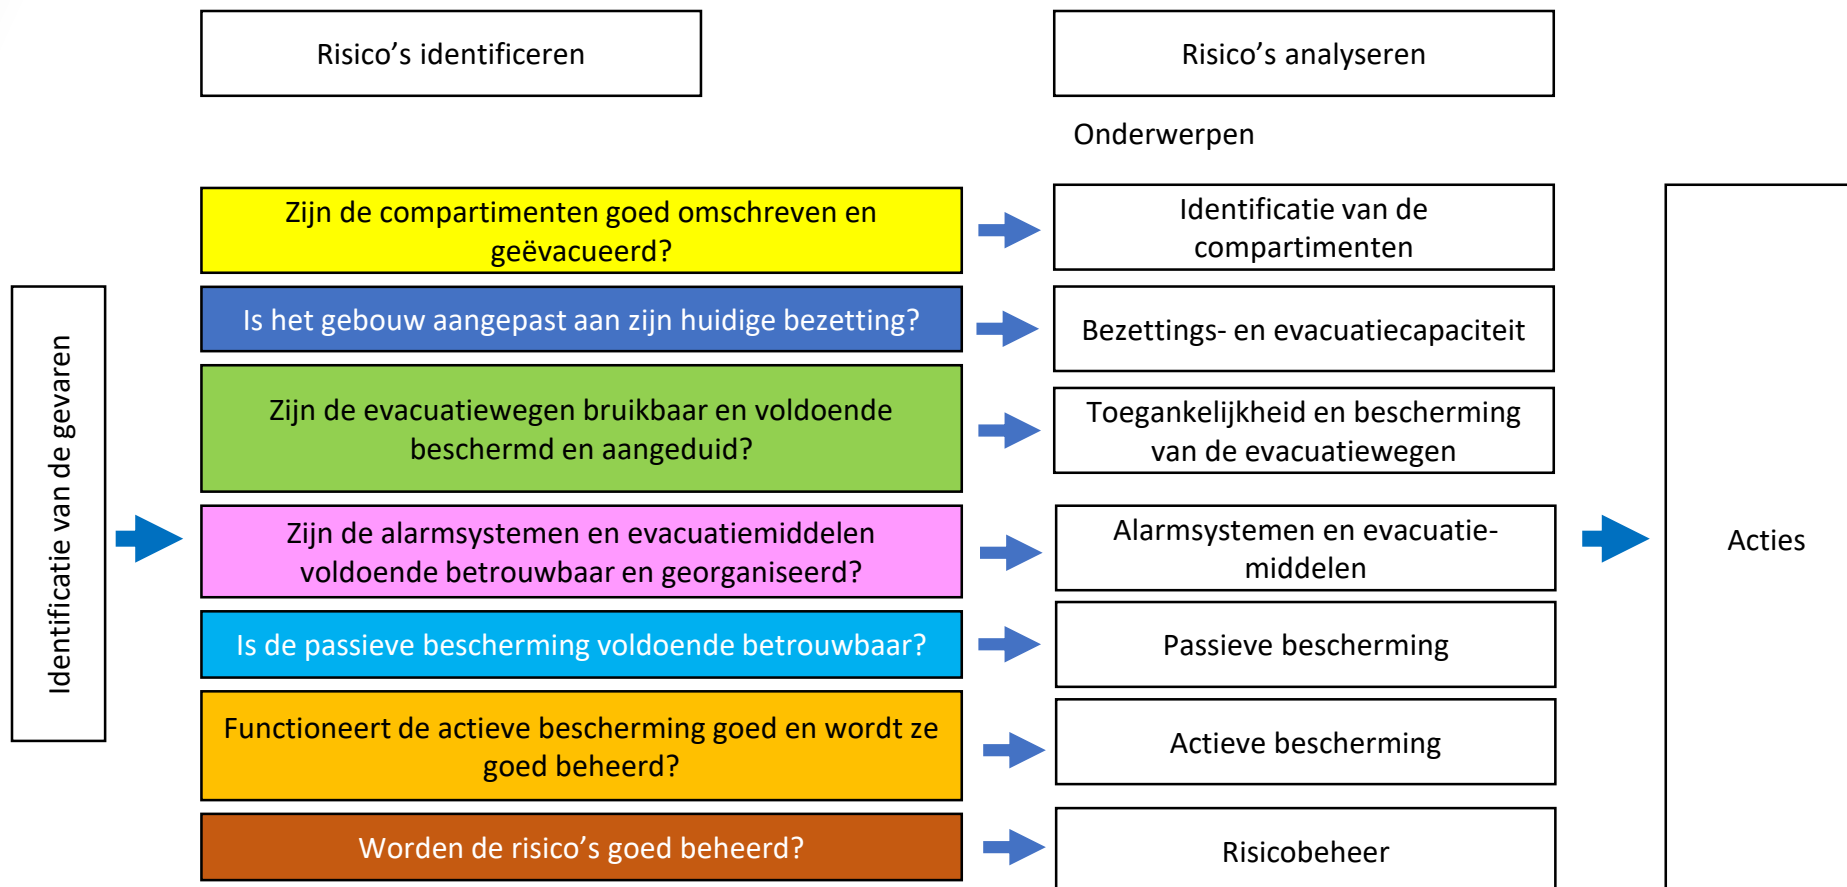 Risico’s identificeren
Risico’s analyseren
Onderwerpen
Identificatie van de gevaren
Zijn de compartimenten goed omschreven en
geëvacueerd?
Identificatie van de
compartimenten
Is het gebouw aangepast aan zijn huidige bezetting?
Bezettings- en evacuatiecapaciteit
Zijn de evacuatiewegen bruikbaar en voldoende
beschermd en aangeduid?
Toegankelijkheid en bescherming
van de evacuatiewegen
Zijn de alarmsystemen en evacuatiemiddelen
voldoende betrouwbaar en georganiseerd?
Alarmsystemen en evacuatie-
middelen
Is de passieve bescherming voldoende betrouwbaar?
Passieve bescherming
Functioneert de actieve bescherming goed en wordt ze
goed beheerd?
Actieve bescherming
Worden de risico’s goed beheerd?
Risicobeheer
Acties